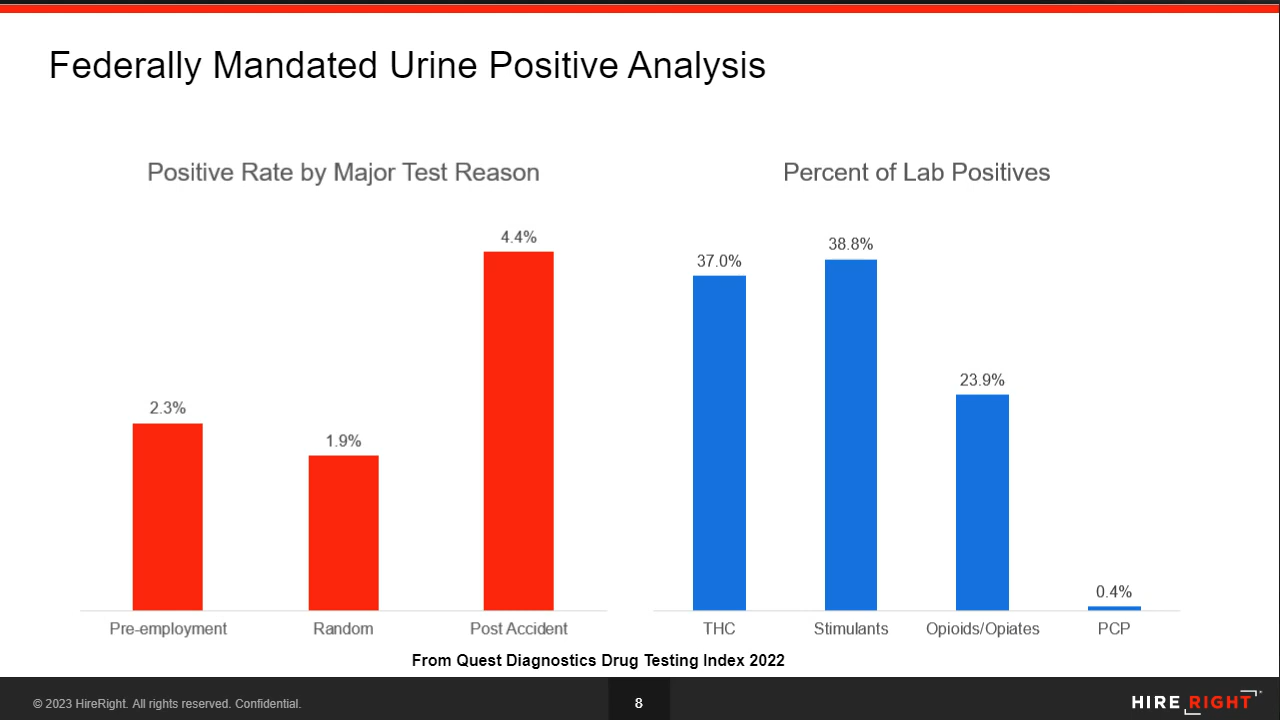 Federally Mandated Urine Positive Analysis
Positive Rate by Major Test Reason
4.4%
2.3%
1.9%
Pre-employment
Random
Post Accident
Percent of Lab Positives
37.0%
38.8%
23.9%
0.4%
THC
Stimulants
Opioids/Opiates
PCP
From Quest Diagnostics Drug Testing Index 2022
© 2023 HireRight. All rights reserved. Confidential.
8
HIRE RIGHT